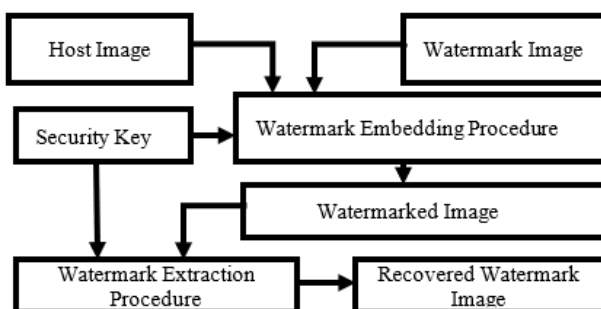 Host Image
Watermark Image
Security Key
Watermark Embedding Procedure
Watermarked Image
Watermark Extraction
Procedure
Recovered Watermark
Image